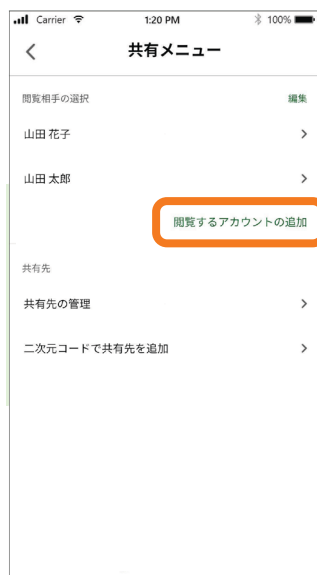 Carrier 1:20 PM 100%
共有メニュー
閲覧相手の選択 編集
山田 花子
山田 太郎
閲覧するアカウントの追加
共有先
共有先の管理
二次元コードで共有先を追加